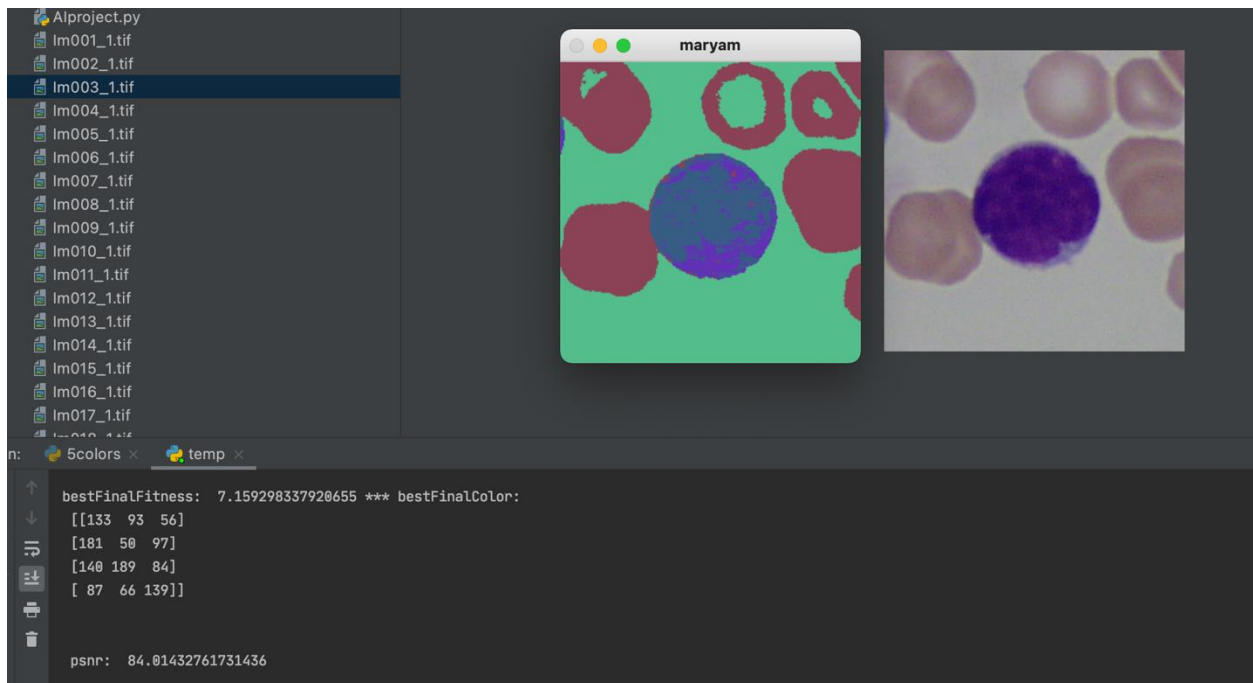 AIproject.py
Im001_1.tif
Im002_1.tif
Im003_1.tif
Im004_1.tif
Im005_1.tif
Im006_1.tif
Im007_1.tif
Im008_1.tif
Im009_1.tif
Im010_1.tif
Im011_1.tif
Im012_1.tif
Im013_1.tif
Im014_1.tif
Im015_1.tif
Im016_1.tif
Im017_1.tif
maryam
n: 5colors × temp ×
bestFinalFitness:  7.159298337920655 *** bestFinalColor:
[[133  93  56]
[181  50  97]
[140 189  84]
[ 87  66 139]]
psnr:  84.01432761731436